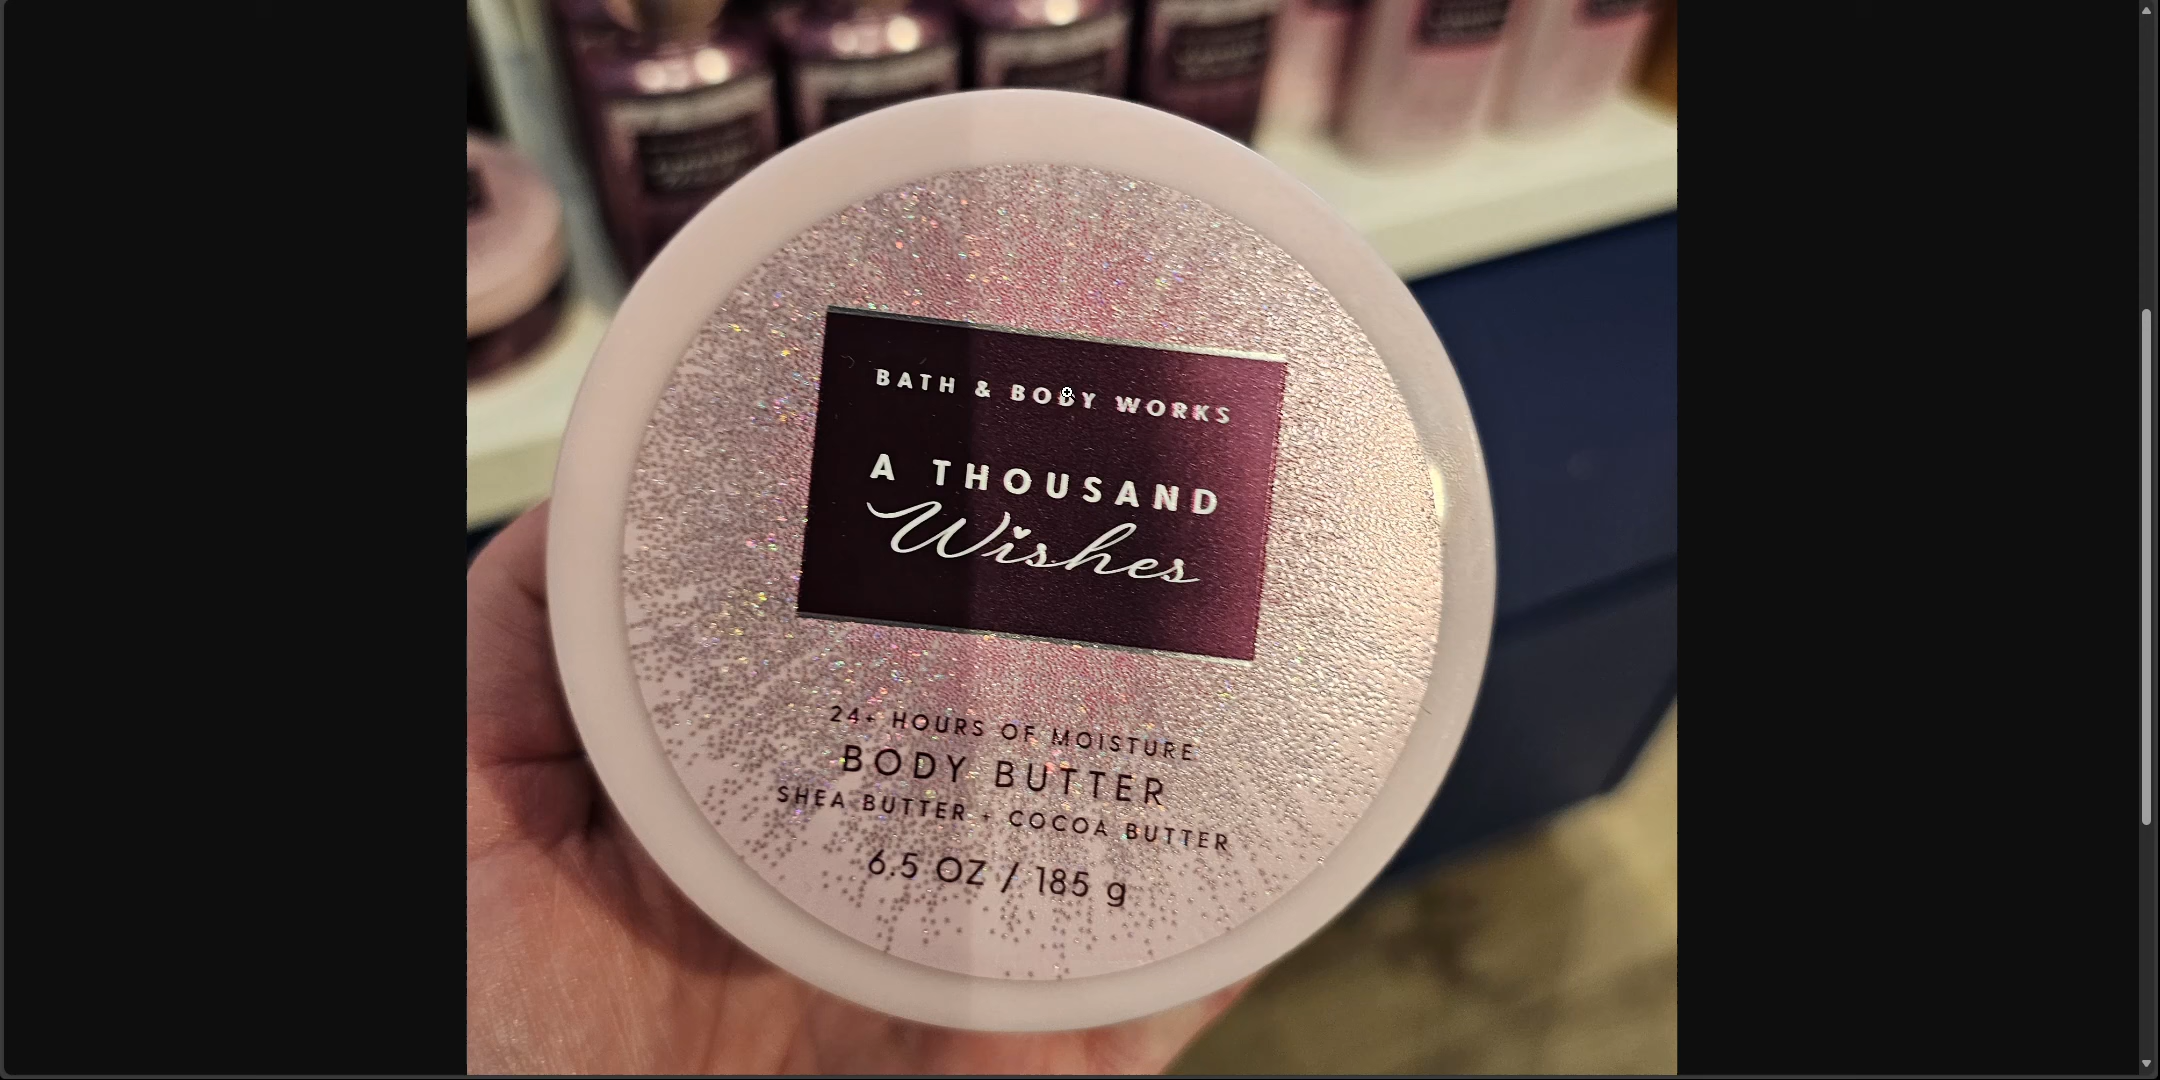 BATH & BODY WORKS
A THOUSAND
Wishes
24+ HOURS OF MOISTURE
BODY BUTTER
SHEA BUTTER + COCOA BUTTER
6.5 OZ / 185 g